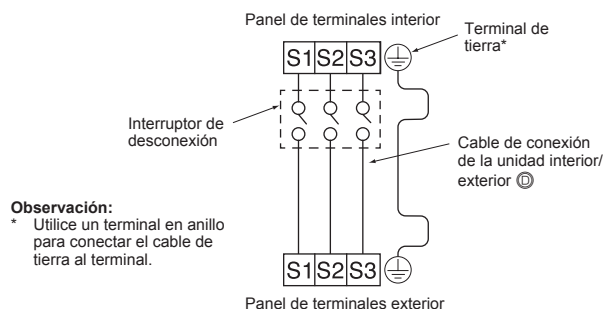 Panel de terminales interior
Terminal de
tierra*
S1 S2 S3
Interruptor de
desconexión
Cable de conexión
de la unidad interior/
exterior Ⓓ
Observación:
* Utilice un terminal en anillo
para conectar el cable de
tierra al terminal.
S1 S2 S3
Panel de terminales exterior